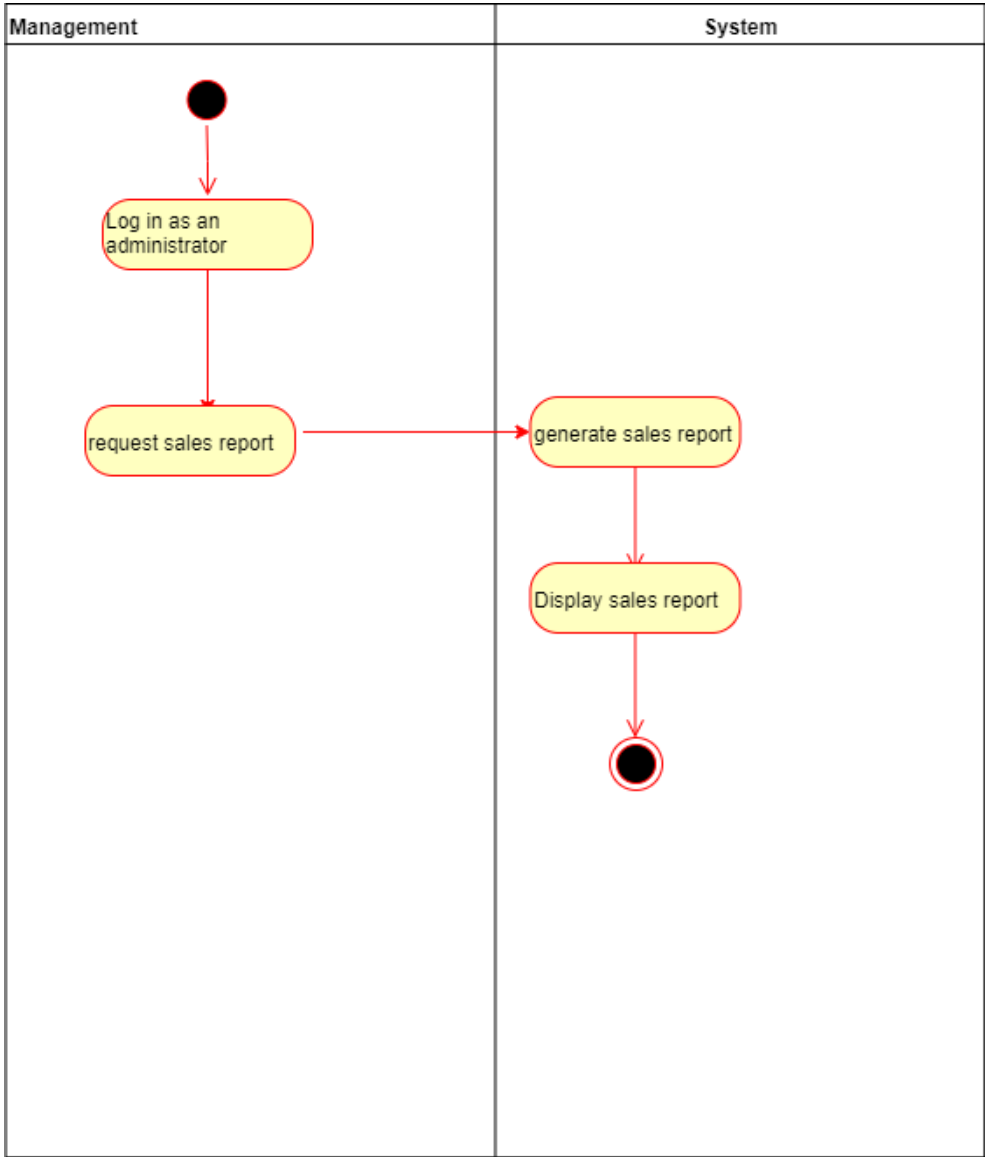 Management
System
Log in as an
administrator
request sales report
generate sales report
Display sales report